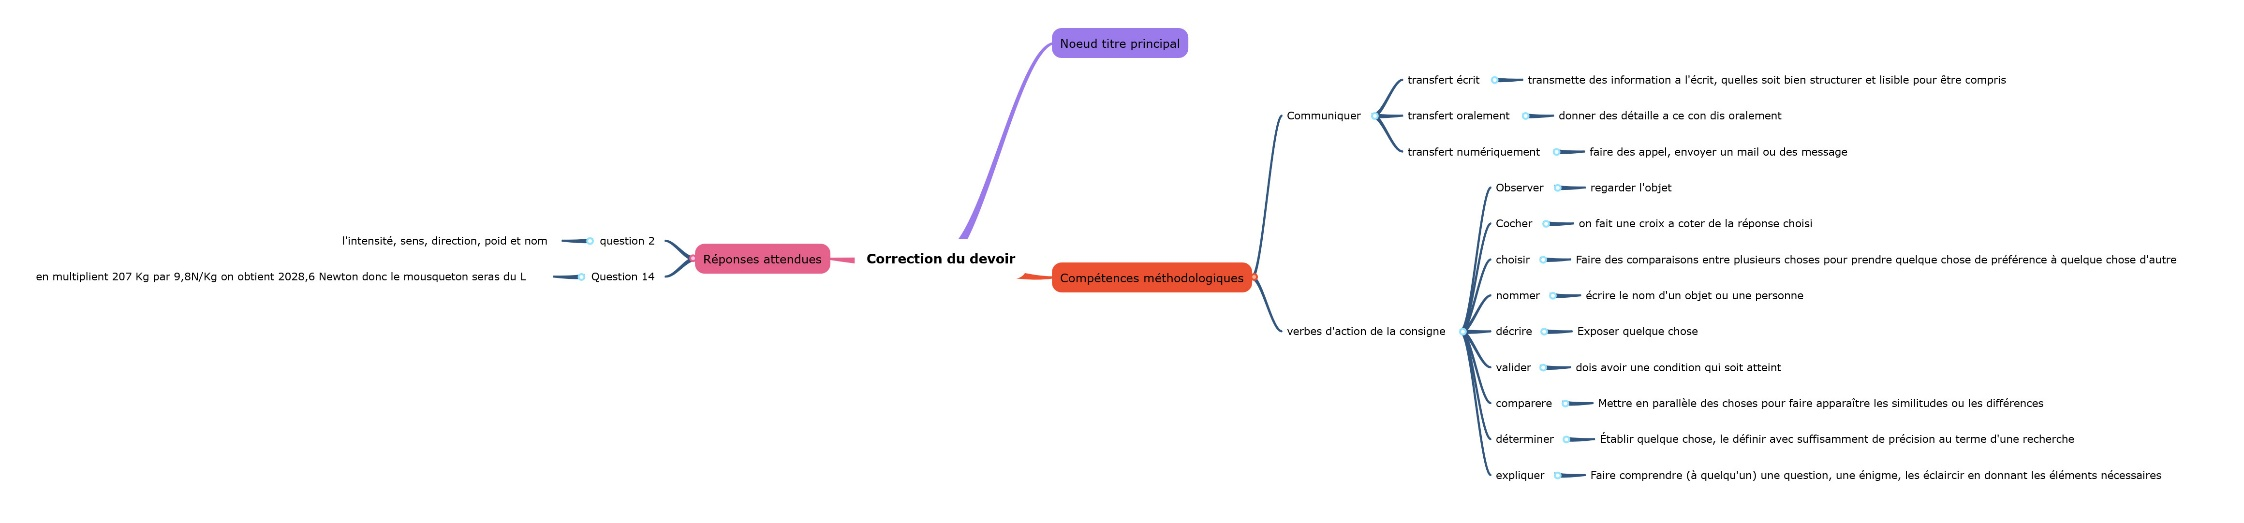 Noeud titre principal
transfert écrit
transmette des information a l'écrit, quelles soit bien structurer et lisible pour être compris
Communiquer
transfert oralement
donner des détaille a ce con dis oralement
transfert numériquement
faire des appel, envoyer un mail ou des message
Observer
regarder l'objet
Cocher
on fait une croix a coter de la réponse choisi
l'intensité, sens, direction, poid et nom
question 2
Réponses attendues
Correction du devoir
choisir
Faire des comparaisons entre plusieurs choses pour prendre quelque chose de préférence à quelque chose d'autre
en multiplient 207 Kg par 9,8N/Kg on obtient 2028,6 Newton donc le mousqueton seras du L
Question 14
Compétences méthodologiques
nommer
écrire le nom d'un objet ou une personne
verbes d'action de la consigne
décrire
Exposer quelque chose
valider
dois avoir une condition qui soit atteint
comparere
Mettre en parallèle des choses pour faire apparaître les similitudes ou les différences
déterminer
Établir quelque chose, le définir avec suffisamment de précision au terme d'une recherche
expliquer
Faire comprendre (à quelqu'un) une question, une énigme, les éclaircir en donnant les éléments nécessaires